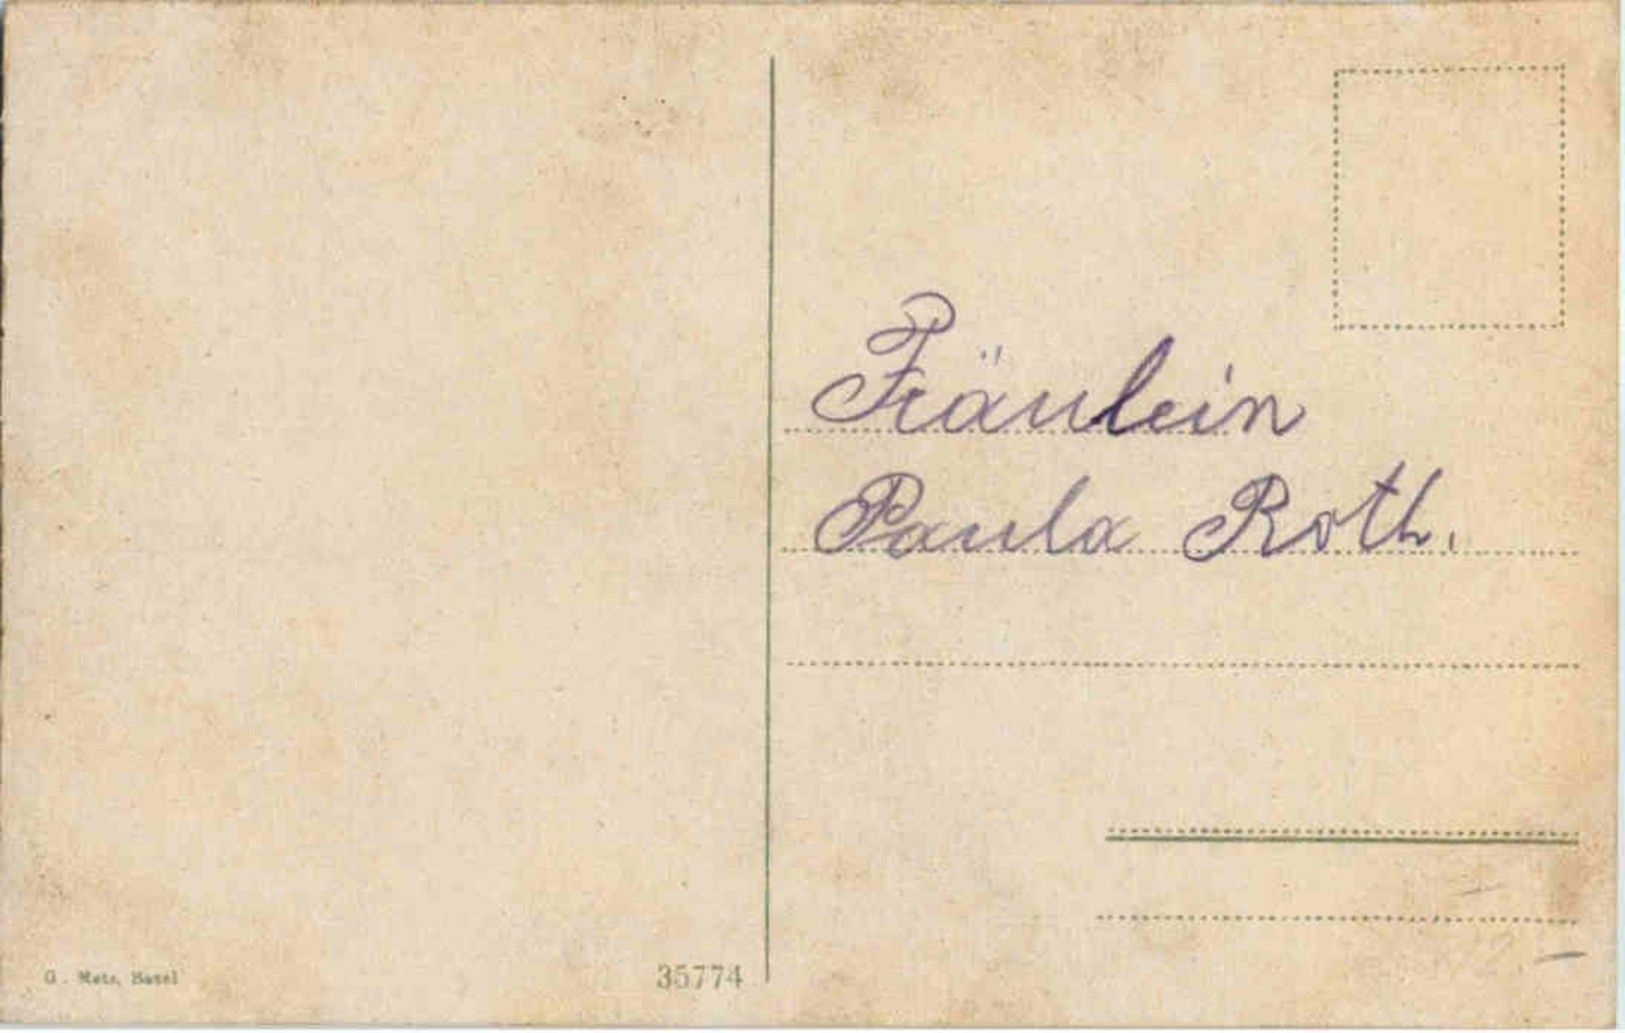 Fräulein
Paula Roth.
G. Metz, Basel
35774